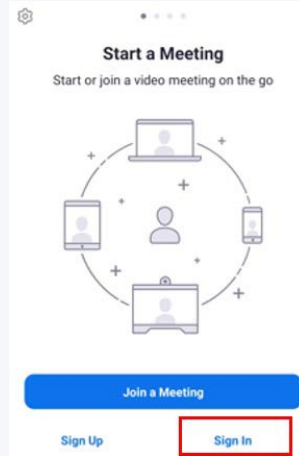 Start a Meeting
Start or join a video meeting on the go
Join a Meeting
Sign Up
Sign In